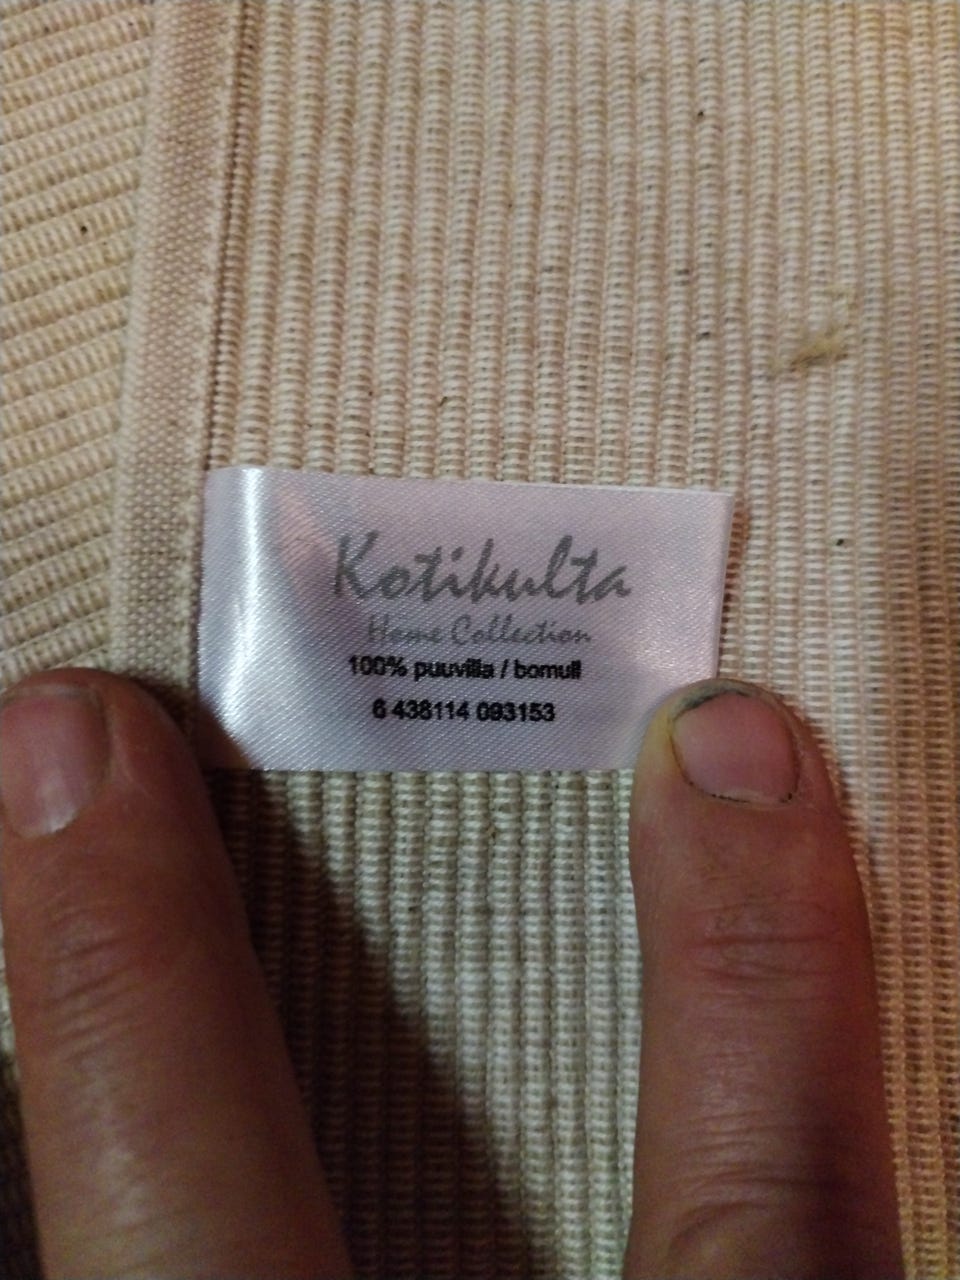 Kotikulta
Home Collection
100% puuvilla / bomull
6 438114 093153